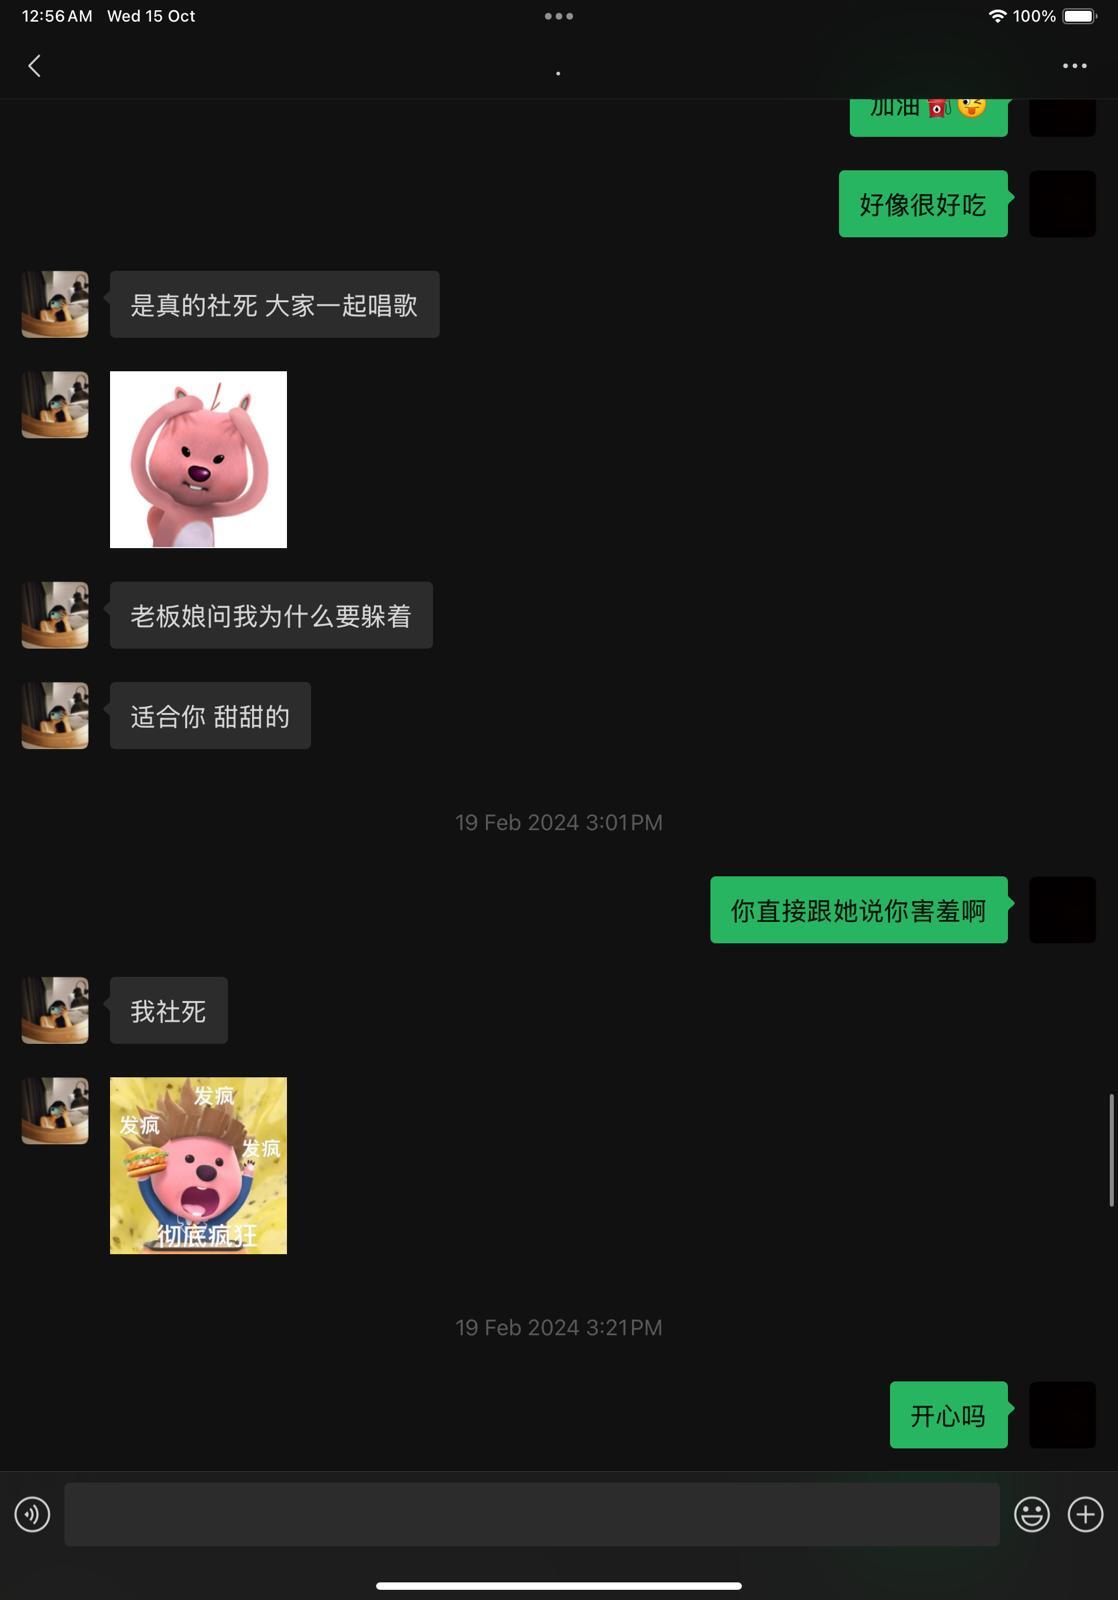 12:56 AM Wed 15 Oct
100%
.
加油
好像很好吃
是真的社死 大家一起唱歌
老板娘问我为什么要躲着
适合你 甜甜的
19 Feb 2024 3:01 PM
你直接跟她说你害羞啊
我社死
发疯
发疯
发疯
彻底疯狂
19 Feb 2024 3:21 PM
开心吗